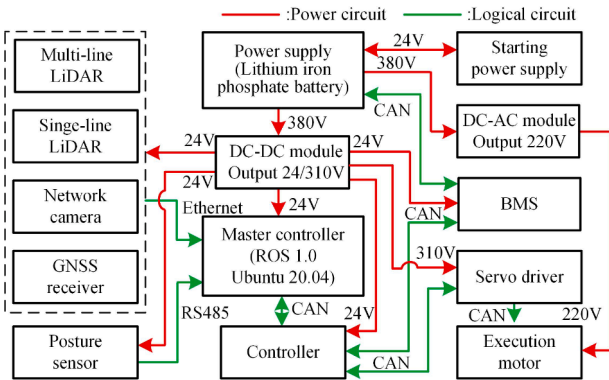 :Power circuit
:Logical circuit
Multi-line
LiDAR
Singe-line
LiDAR
Network
camera
GNSS
receiver
Posture
sensor
Power supply
(Lithium iron
phosphate battery)
24V
380V
Starting
power supply
CAN
380V
DC-AC module
Output 220V
24V
DC-DC module
Output 24/310V
24V
24V
24V
Ethernet
CAN
BMS
Master controller
(ROS 1.0
Ubuntu 20.04)
310V
Servo driver
RS485
CAN
24V
CAN
220V
Controller
CAN
Execution
motor